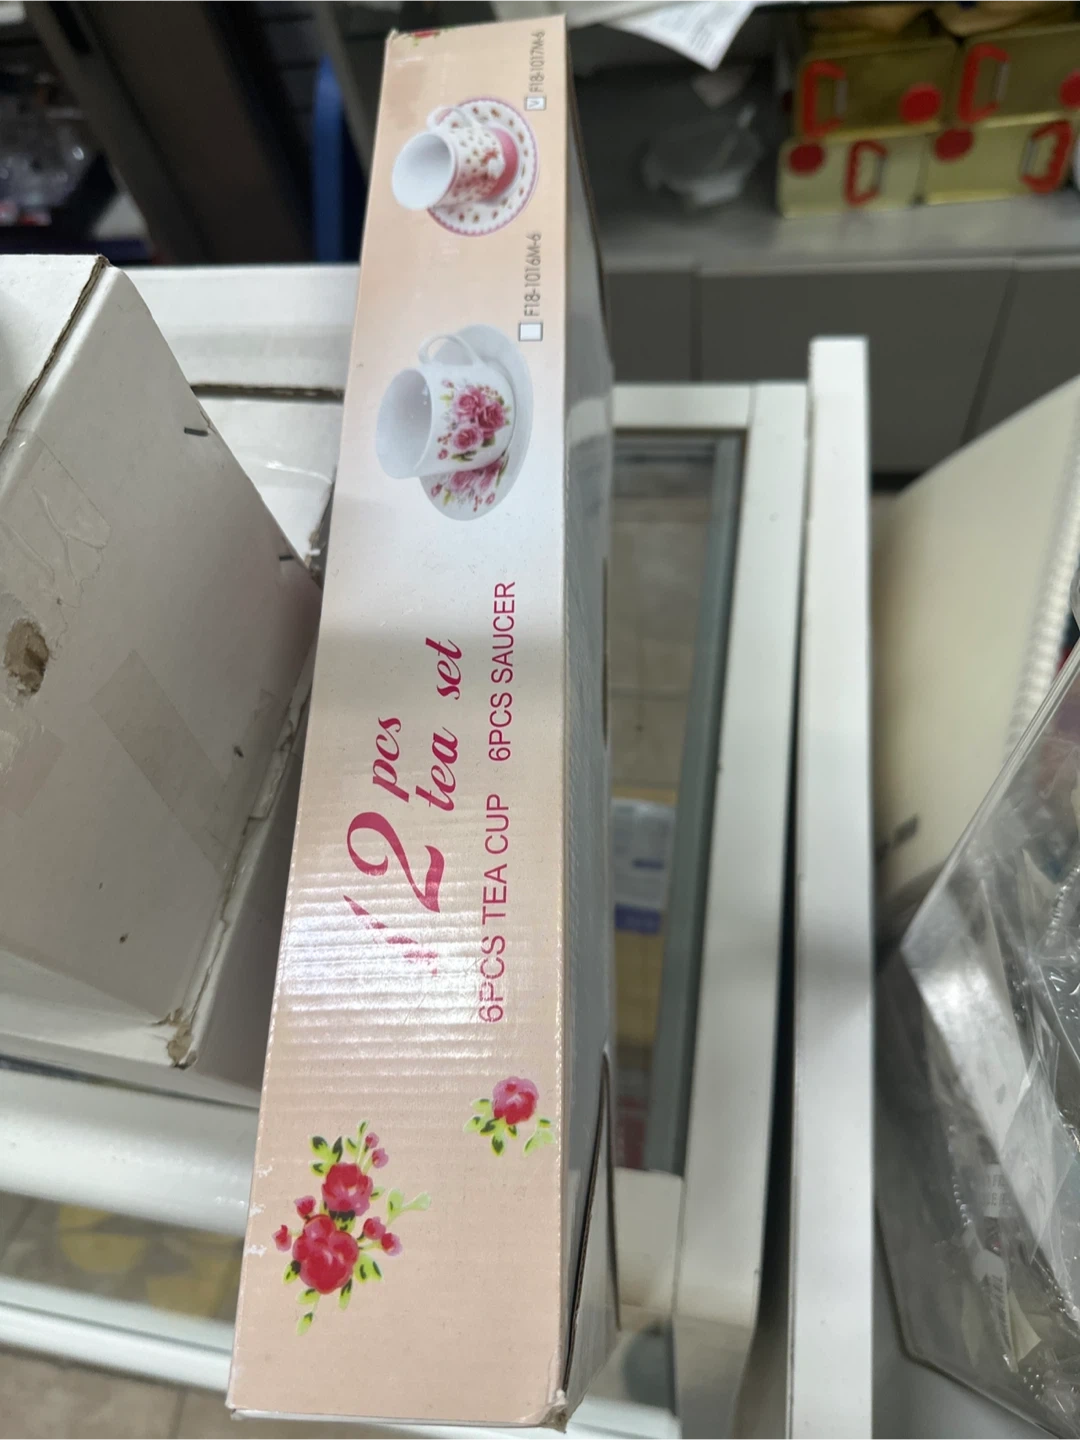 12 pcs
tea set
6PCS TEA CUP 6PCS SAUCER
F18-1016M-6
V F18-1017M-6